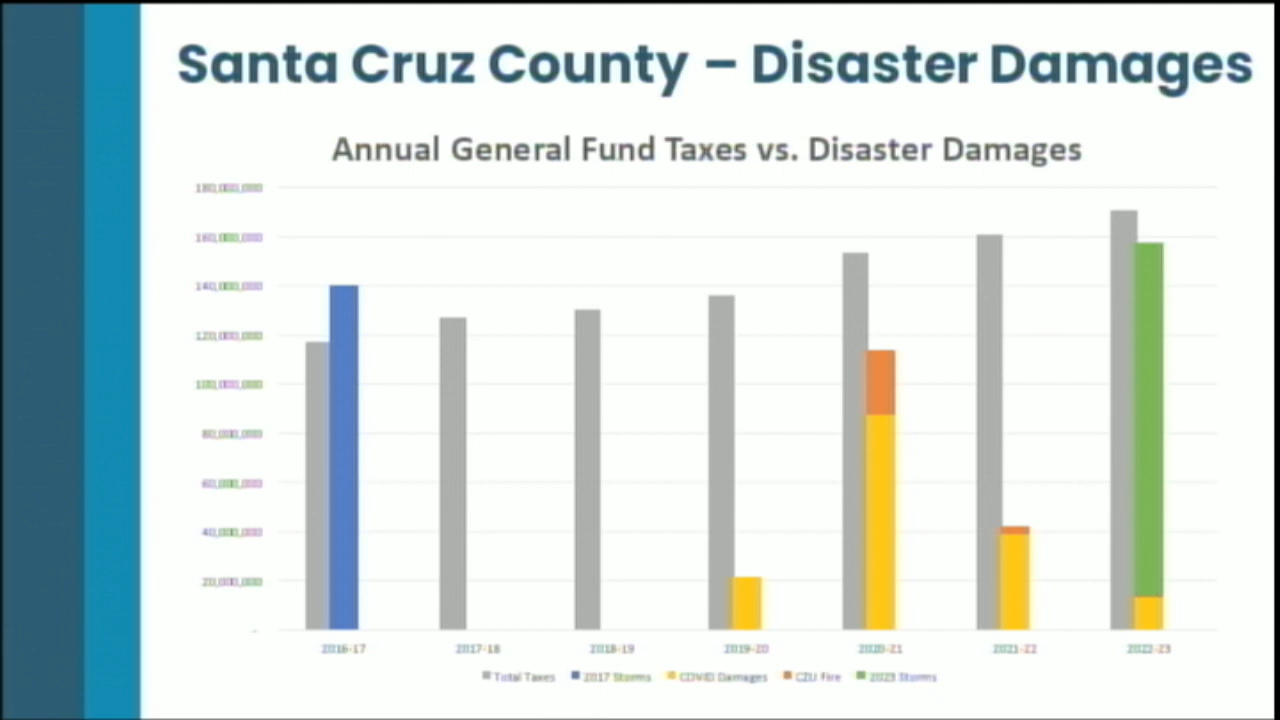 Santa Cruz County – Disaster Damages
Annual General Fund Taxes vs. Disaster Damages
180,000,000
160,000,000
140,000,000
120,000,000
100,000,000
80,000,000
60,000,000
40,000,000
20,000,000
-
2016-17 2017-18 2018-19 2019-20 2020-21 2021-22 2022-23
Total Taxes 2017 Storms COVID Damages CZU Fire 2023 Storms